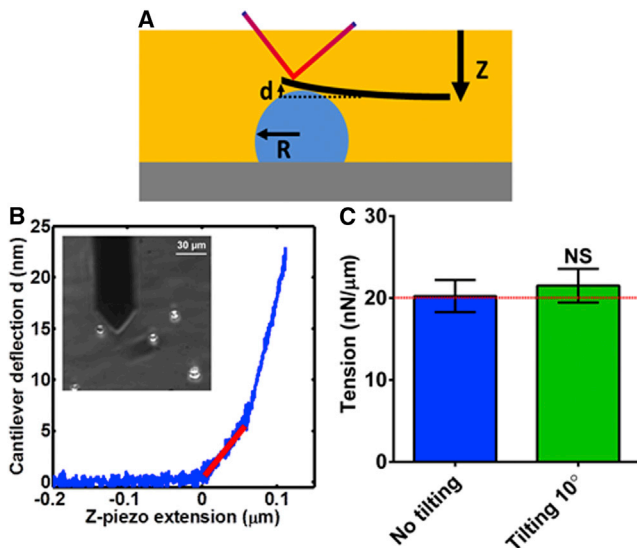 A
d
Z
R
B
Cantilever deflection d (nm)
25
20
15
10
5
0
30 μm
-0.2
-0.1
0
0.1
Z-piezo extension (μm)
C
Tension (nN/μm)
30
20
10
0
NS
No tilting
Tilting 10°